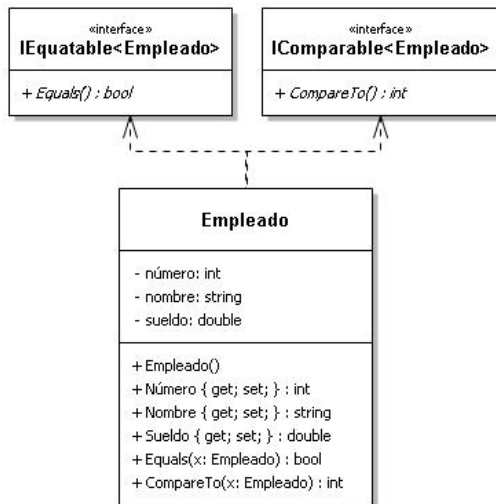 «interface»
IEquatable<Empleado>
+ Equals() : bool
«interface»
IComparable<Empleado>
+ CompareTo() : int
Empleado
- número: int
- nombre: string
- sueldo: double
+ Empleado()
+ Número { get; set; } : int
+ Nombre { get; set; } : string
+ Sueldo { get; set; } : double
+ Equals(x: Empleado) : bool
+ CompareTo(x: Empleado) : int